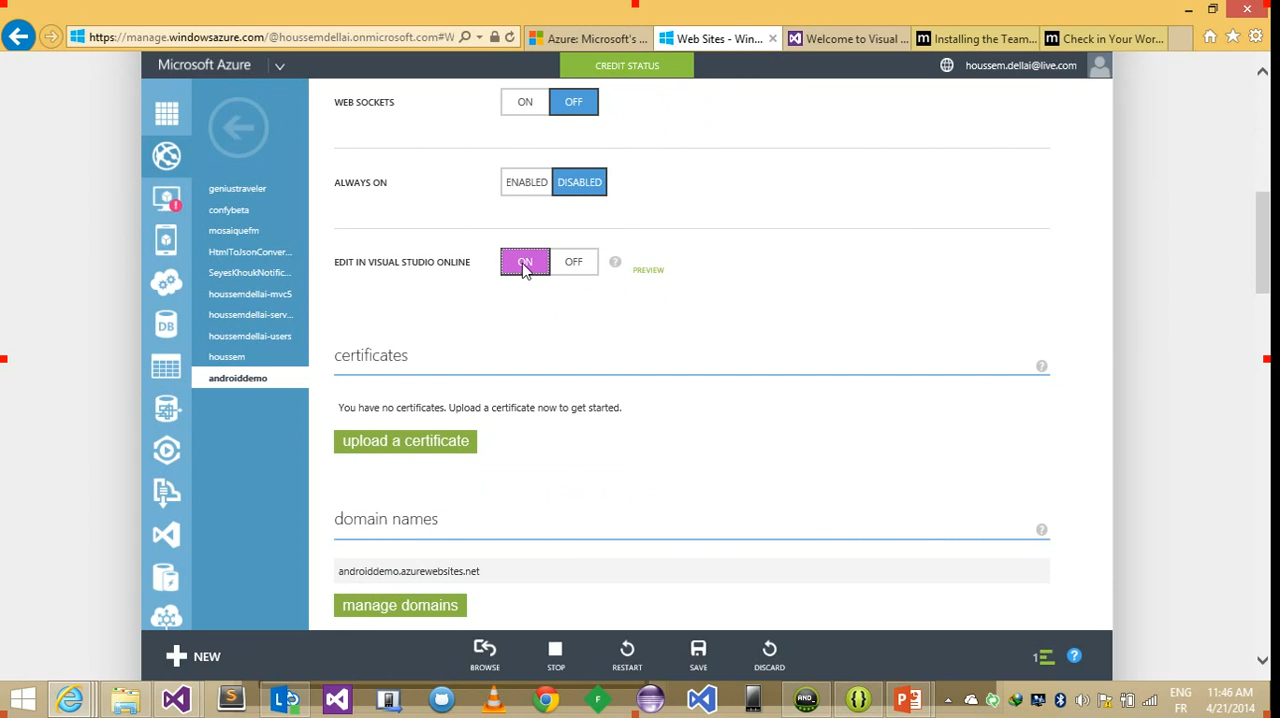 https://manage.windowsazure.com/@houssemdellai.onmicrosoft.com#W
Azure: Microsoft's ...
Web Sites - Win...
Welcome to Visual ...
Installing the Team...
Check in Your Wor...
Microsoft Azure
CREDIT STATUS
houssem.dellai@live.com
WEB SOCKETS
ON
OFF
ALWAYS ON
ENABLED
DISABLED
EDIT IN VISUAL STUDIO ONLINE
ON
OFF
?
PREVIEW
geniustraveler
confybeta
mosaiquefm
HtmlToJsonConver...
SeyesKhoukNotific...
houssemdellai-mvc5
houssemdellai-serv...
houssemdellai-users
houssem
androiddemo
DB
certificates
?
You have no certificates. Upload a certificate now to get started.
upload a certificate
domain names
?
androiddemo.azurewebsites.net
manage domains
NEW
BROWSE
STOP
RESTART
SAVE
DISCARD
1
?
ENG
FR
11:46 AM
4/21/2014